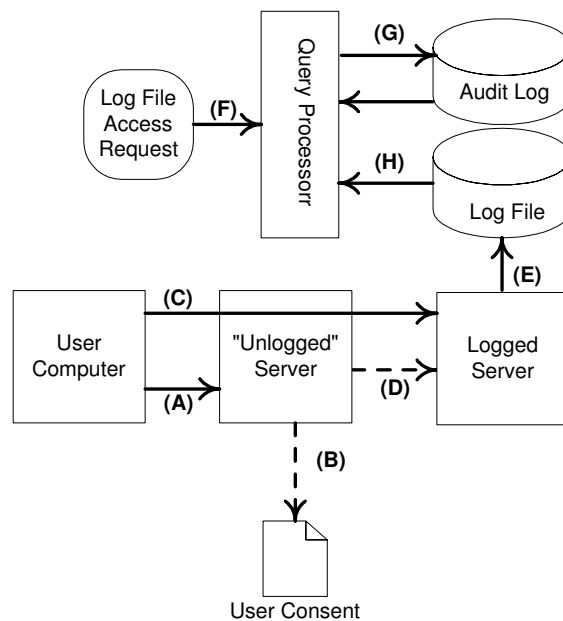 (G)
Query Processorr
Audit Log
Log File
Access
Request
(F)
(H)
Log File
(E)
(C)
User
Computer
"Unlogged"
Server
Logged
Server
(A)
(D)
(B)
User Consent